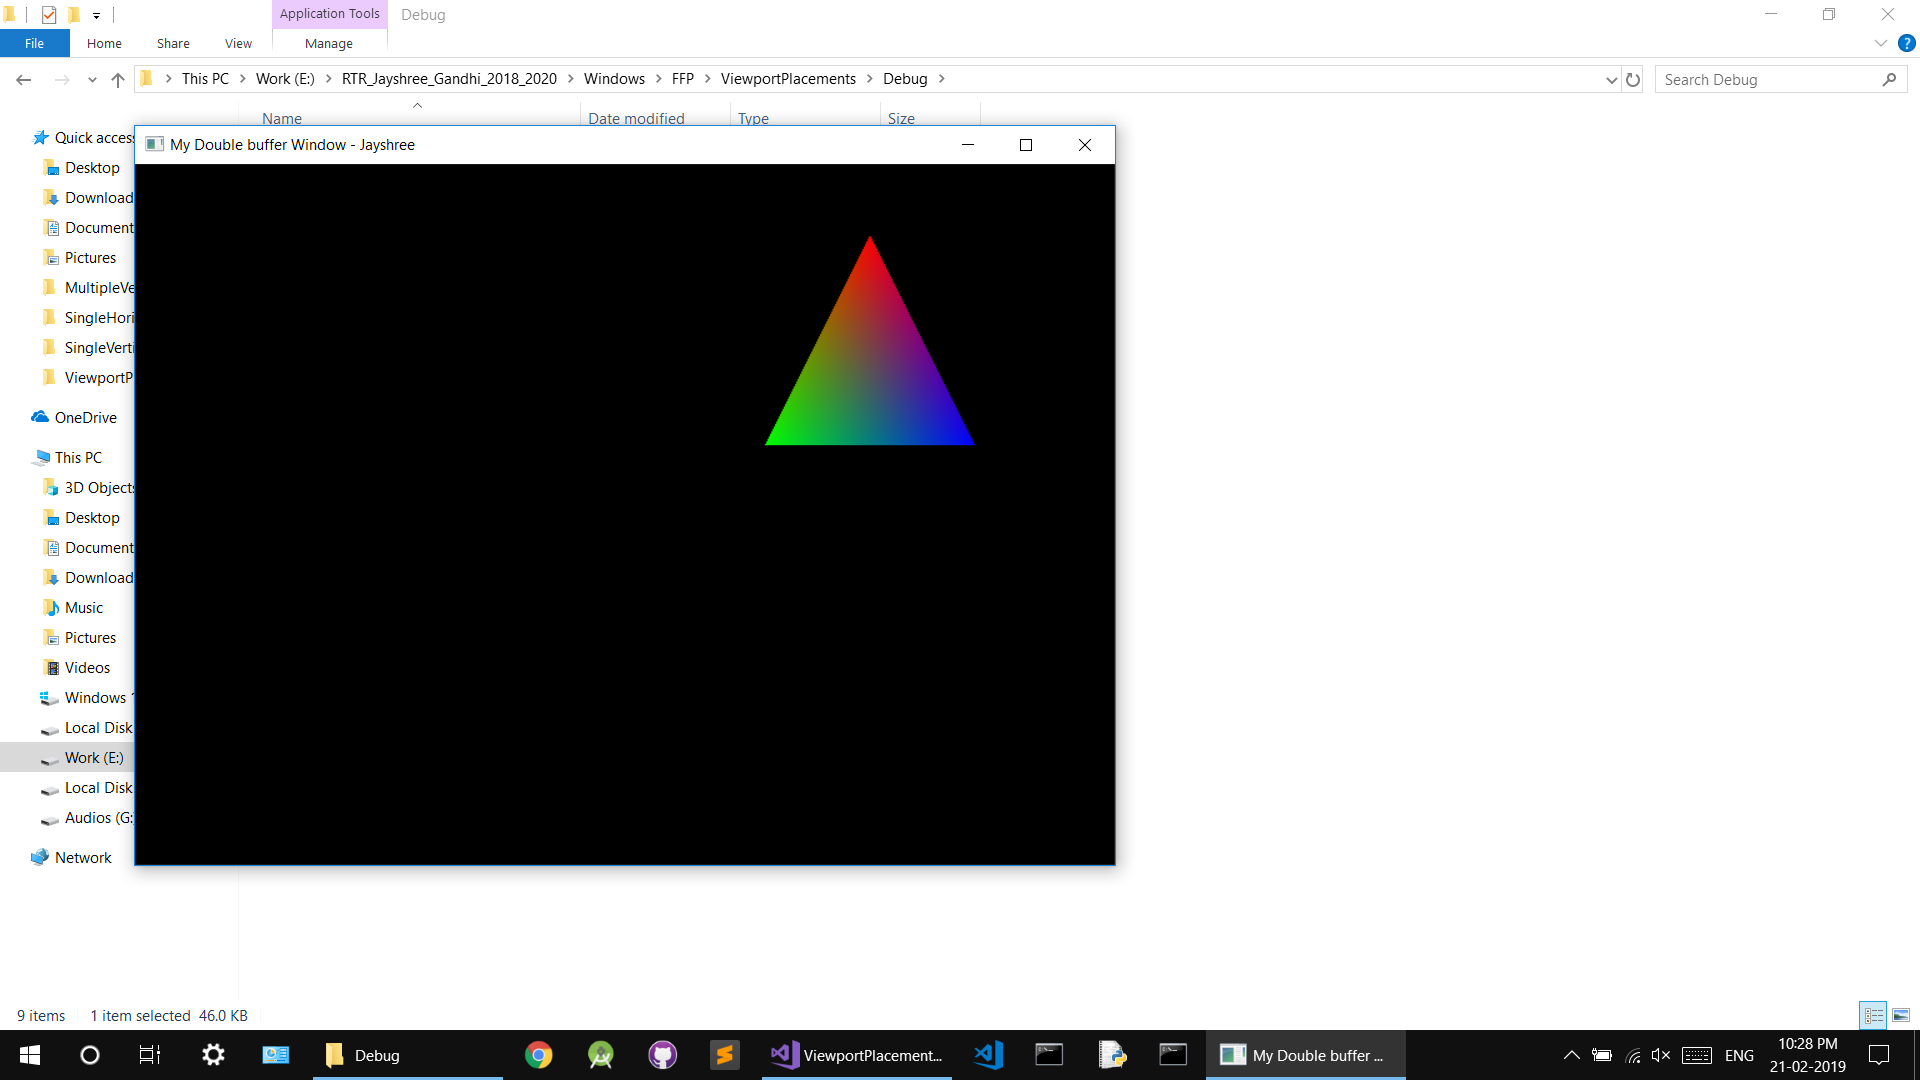 Application Tools Debug
File Home Share View Manage
This PC Work (E:) RTR_Jayshree_Gandhi_2018_2020 Windows FFP ViewportPlacements Debug
Search Debug
Name Date modified Type Size
My Double buffer Window - Jayshree
Quick access
Desktop
Download
Document
Pictures
MultipleVe
SingleHori
SingleVerti
ViewportP
OneDrive
This PC
3D Objects
Desktop
Document
Download
Music
Pictures
Videos
Windows 1
Local Disk
Work (E:)
Local Disk
Audios (G:
Network
9 items 1 item selected 46.0 KB
Debug ViewportPlacement... My Double buffer ... ENG
10:28 PM
21-02-2019